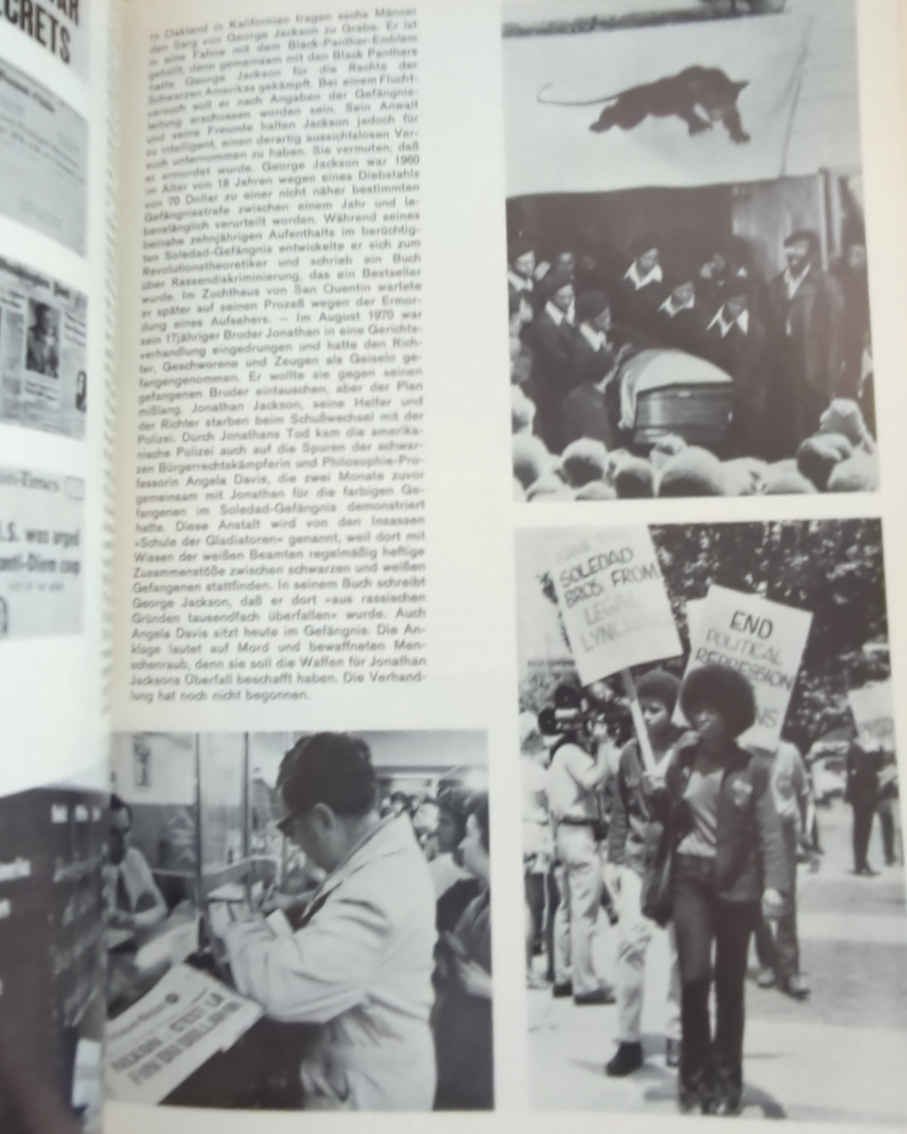 AR
CRETS
In Oakland in Kalifornien tragen sechs Männer
den Sarg von George Jackson zu Grabe. Er ist
in eine Fahne mit dem Black-Panther-Emblem
gehüllt, denn gemeinsam mit den Black Panthers
hatte George Jackson für die Rechte der
Schwarzen Amerikas gekämpft. Bei einem Flucht-
versuch soll er nach Angaben der Gefängnis-
leitung erschossen worden sein. Sein Anwalt
und seine Freunde halten Jackson jedoch für
zu intelligent, einen derartig aussichtslosen Ver-
such unternommen zu haben. Sie vermuten, daß
er ermordet wurde. George Jackson war 1960
im Alter von 18 Jahren wegen eines Diebstahls
von 70 Dollar zu einer nicht näher bestimmten
Gefängnisstrafe zwischen einem Jahr und le-
benslänglich verurteilt worden. Während seines
beinahe zehnjährigen Aufenthalts im berüchtig-
ten Soledad-Gefängnis entwickelte er sich zum
Revolutionstheoretiker und schrieb ein Buch
über Rassendiskriminierung, das ein Bestseller
wurde. Im Zuchthaus von San Quentin wartete
er später auf seinen Prozeß wegen der Ermor-
dung eines Aufsehers. — Im August 1970 war
sein 17jähriger Bruder Jonathan in eine Gerichts-
verhandlung eingedrungen und hatte den Rich-
ter, Geschworene und Zeugen als Geiseln ge-
fangengenommen. Er wollte sie gegen seinen
gefangenen Bruder eintauschen, aber der Plan
mißlang. Jonathan Jackson, seine Helfer und
der Richter starben beim Schußwechsel mit der
Polizei. Durch Jonathans Tod kam die amerika-
nische Polizei auch auf die Spuren der schwar-
zen Bürgerrechtskämpferin und Philosophie-Pro-
fessorin Angela Davis, die zwei Monate zuvor
gemeinsam mit Jonathan für die farbigen Ge-
fangenen im Soledad-Gefängnis demonstriert
hatte. Diese Anstalt wird von den Insassen
»Schule der Gladiatoren« genannt, weil dort mit
Wissen der weißen Beamten regelmäßig heftige
Zusammenstöße zwischen schwarzen und weißen
Gefangenen stattfinden. In seinem Buch schreibt
George Jackson, daß er dort »aus rassischen
Gründen tausendfach überfallen« wurde. Auch
Angela Davis sitzt heute im Gefängnis. Die An-
klage lautet auf Mord und bewaffneten Men-
schenraub, denn sie soll die Waffen für Jonathan
Jacksons Überfall beschafft haben. Die Verhand-
lung hat noch nicht begonnen.
Times
.S. was urged
anti-Diem coup
SOLEDAD
BROS. FROM
END
POLITICAL
REPRESSION